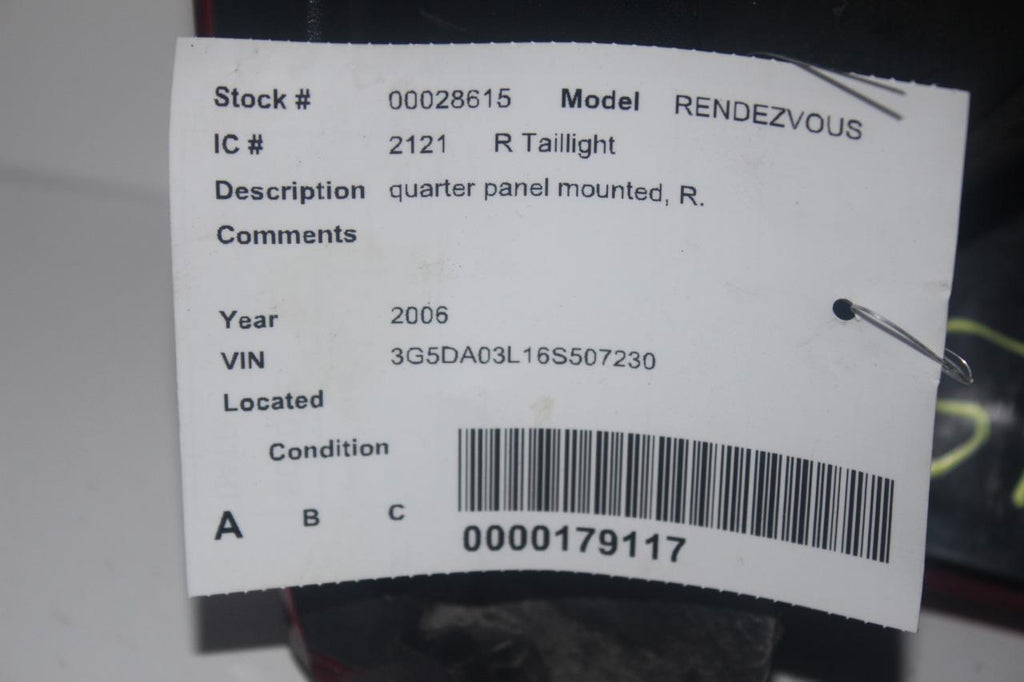 Stock # 00028615 Model RENDEZVOUS
IC # 2121 R Taillight
Description quarter panel mounted, R.
Comments
Year 2006
VIN 3G5DA03L16S507230
Located
Condition
A B C
0000179117